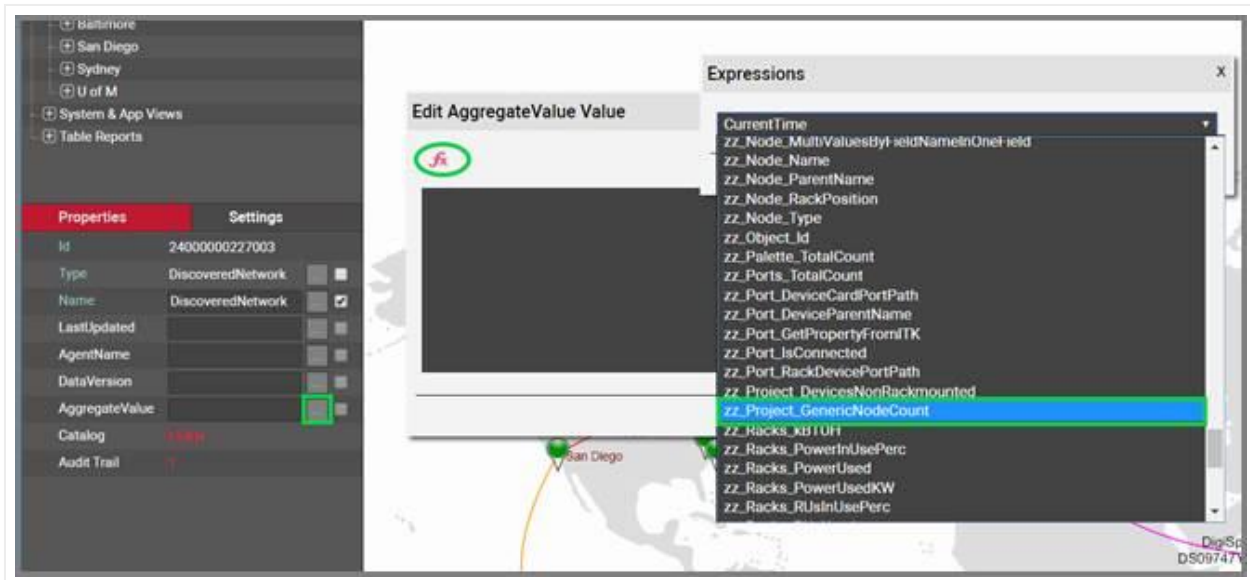 Baltimore
San Diego
Sydney
U of M
System & App Views
Table Reports
Properties Settings
Id 24000000227003
Type DiscoveredNetwork ...
Name DiscoveredNetwork ...
LastUpdated
AgentName
DataVersion
AggregateValue ...
Catalog
Audit Trail
Edit AggregateValue Value
fx
Expressions X
CurrentTime
zz_Node_MultiValuesByFieldNameInOneField
zz_Node_Name
zz_Node_ParentName
zz_Node_RackPosition
zz_Node_Type
zz_Object_Id
zz_Palette_TotalCount
zz_Ports_TotalCount
zz_Port_DeviceCardPortPath
zz_Port_DeviceParentName
zz_Port_GetPropertyFromITK
zz_Port_IsConnected
zz_Port_RackDevicePortPath
zz_Project_DevicesNonRackmounted
zz_Project_GenericNodeCount
zz_Racks_kBTUH
zz_Racks_PowerInUsePerc
zz_Racks_PowerUsed
zz_Racks_PowerUsedKW
zz_Racks_RUsInUsePerc
San Diego
DigiSp
DS09747